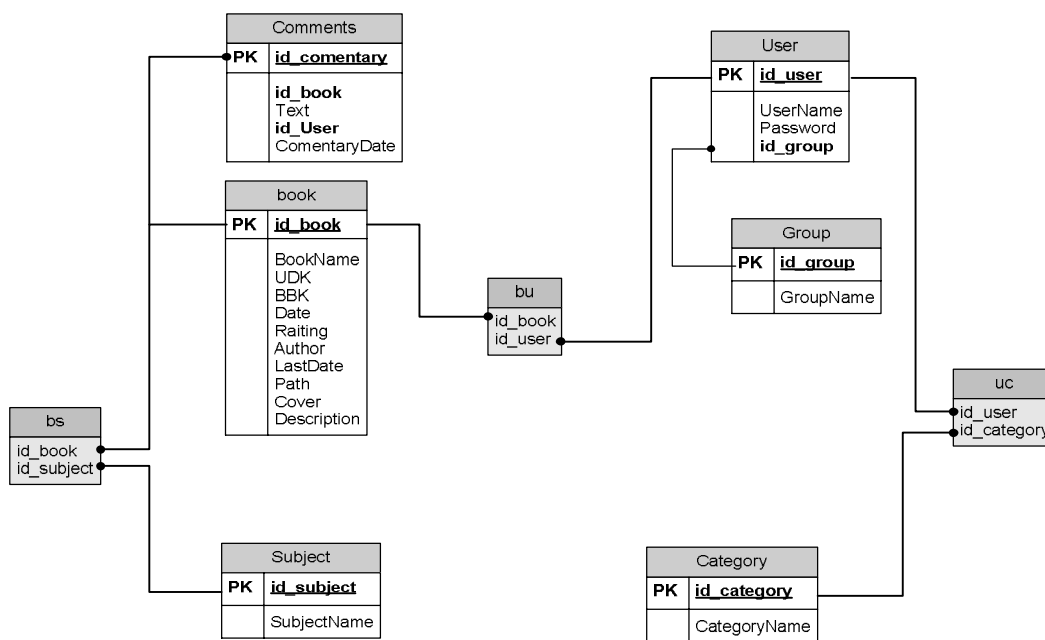 Comments
PK id_comentary
id_book
Text
id_User
ComentaryDate
book
PK id_book
BookName
UDK
BBK
Date
Raiting
Author
LastDate
Path
Cover
Description
bs
id_book
id_subject
Subject
PK id_subject
SubjectName
bu
id_book
id_user
User
PK id_user
UserName
Password
id_group
Group
PK id_group
GroupName
uc
id_user
id_category
Category
PK id_category
CategoryName